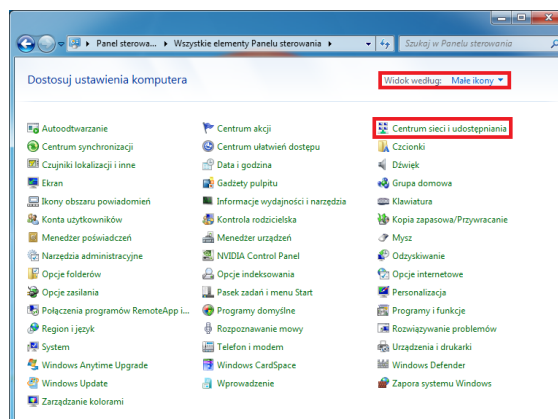 Panel sterowa... Wszystkie elementy Panelu sterowania Szukaj w Panelu sterowania
Dostosuj ustawienia komputera Widok według: Małe ikony
Autoodtwarzanie Centrum akcji Centrum sieci i udostępniania
Centrum synchronizacji Centrum ułatwień dostępu Czcionki
Czujniki lokalizacji i inne Data i godzina Dźwięk
Ekran Gadżety pulpitu Grupa domowa
Ikony obszaru powiadomień Informacje wydajności i narzędzia Klawiatura
Konta użytkowników Kontrola rodzicielska Kopia zapasowa/Przywracanie
Menedżer poświadczeń Menedżer urządzeń Mysz
Narzędzia administracyjne NVIDIA Control Panel Odzyskiwanie
Opcje folderów Opcje indeksowania Opcje internetowe
Opcje zasilania Pasek zadań i menu Start Personalizacja
Połączenia programów RemoteApp i... Programy domyślne Programy i funkcje
Region i język Rozpoznawanie mowy Rozwiązywanie problemów
System Telefon i modem Urządzenia i drukarki
Windows Anytime Upgrade Windows CardSpace Windows Defender
Windows Update Wprowadzenie Zapora systemu Windows
Zarządzanie kolorami